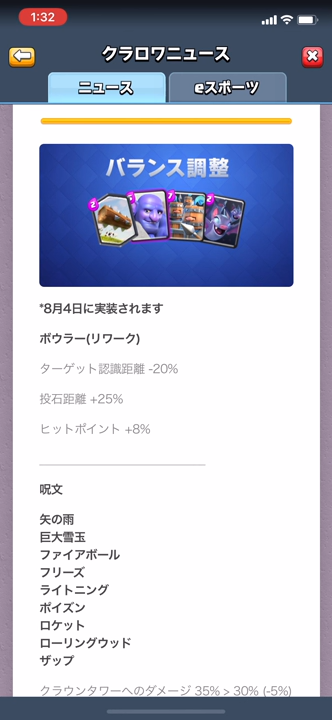 1:32
クラロワニュース
ニュース
eスポーツ
バランス調整
2
7
2
*8月4日に実装されます
ボウラー(リワーク)
ターゲット認識距離 -20%
投石距離 +25%
ヒットポイント +8%
呪文
矢の雨
巨大雪玉
ファイアボール
フリーズ
ライトニング
ポイズン
ロケット
ローリングウッド
ザップ
クラウンタワーへのダメージ 35% > 30% (-5%)